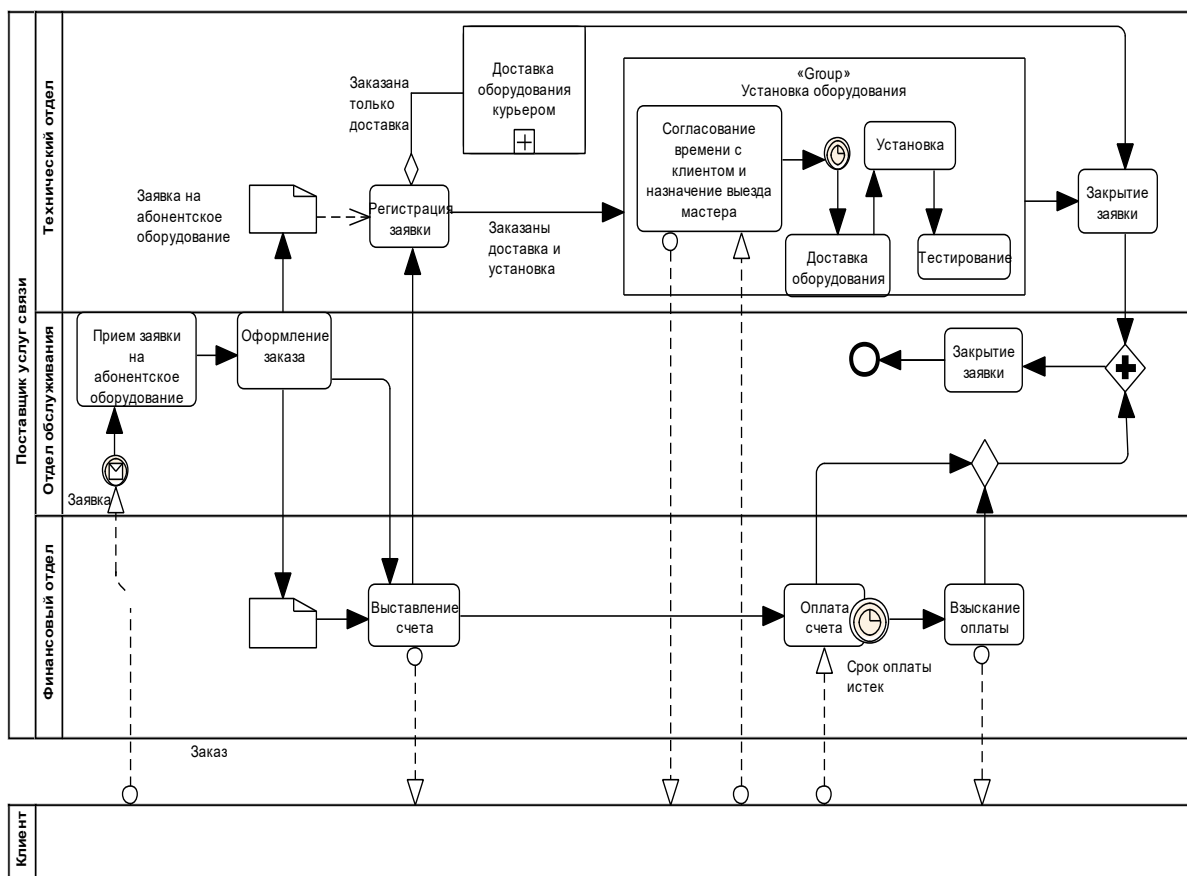 Поставщик услуг связи
Технический отдел
Заявка на
абонентское
оборудование
Заказана
только
доставка
Регистрация
заявки
Доставка
оборудования
курьером
Заказаны
доставка и
установка
«Group»
Установка оборудования
Согласование
времени с
клиентом и
назначение выезда
мастера
Установка
Доставка
оборудования
Тестирование
Закрытие
заявки
Отдел обслуживания
Прием заявки
на
абонентское
оборудование
Оформление
заказа
Заявка
Закрытие
заявки
Финансовый отдел
Выставление
счета
Оплата
счета
Срок оплаты
истек
Взыскание
оплаты
Заказ
Клиент